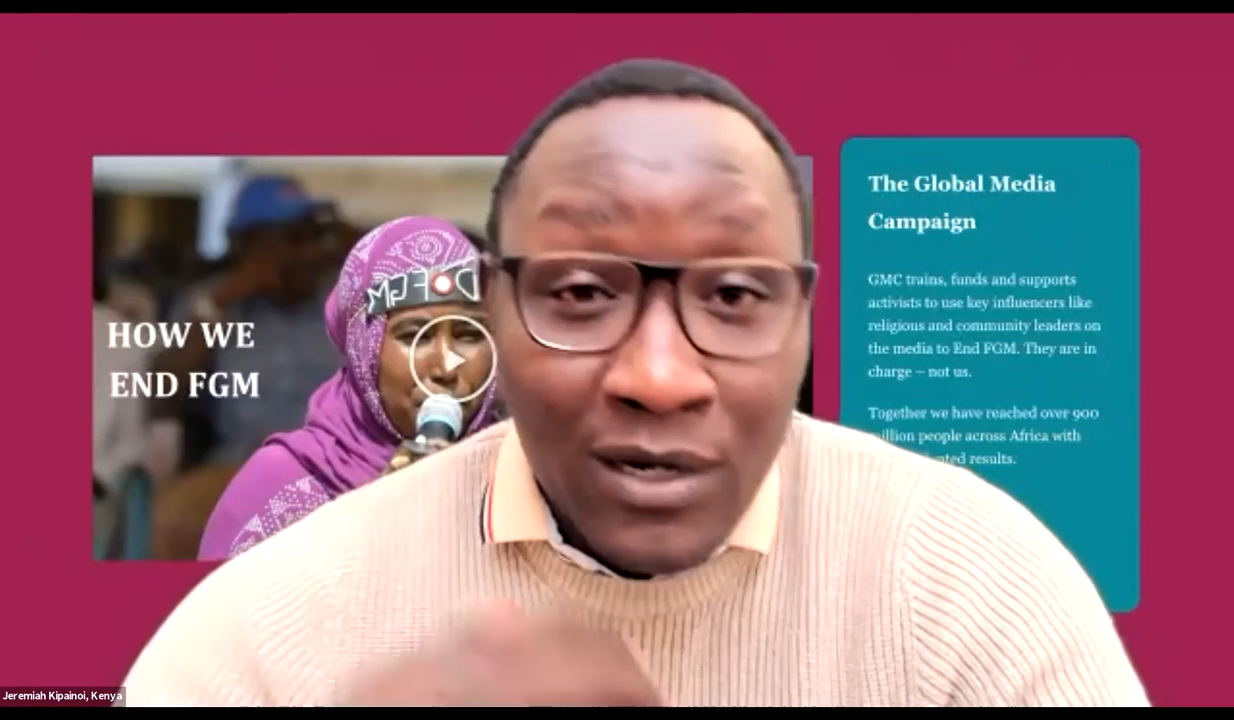 The Global Media
Campaign
GMC trains, funds and supports
activists to use key influencers like
religious and community leaders on
the media to End FGM. They are in
charge – not us.
Together we have reached over 900
people across Africa with
results.
HOW WE
END FGM
Jeremiah Kipainoi, Kenya